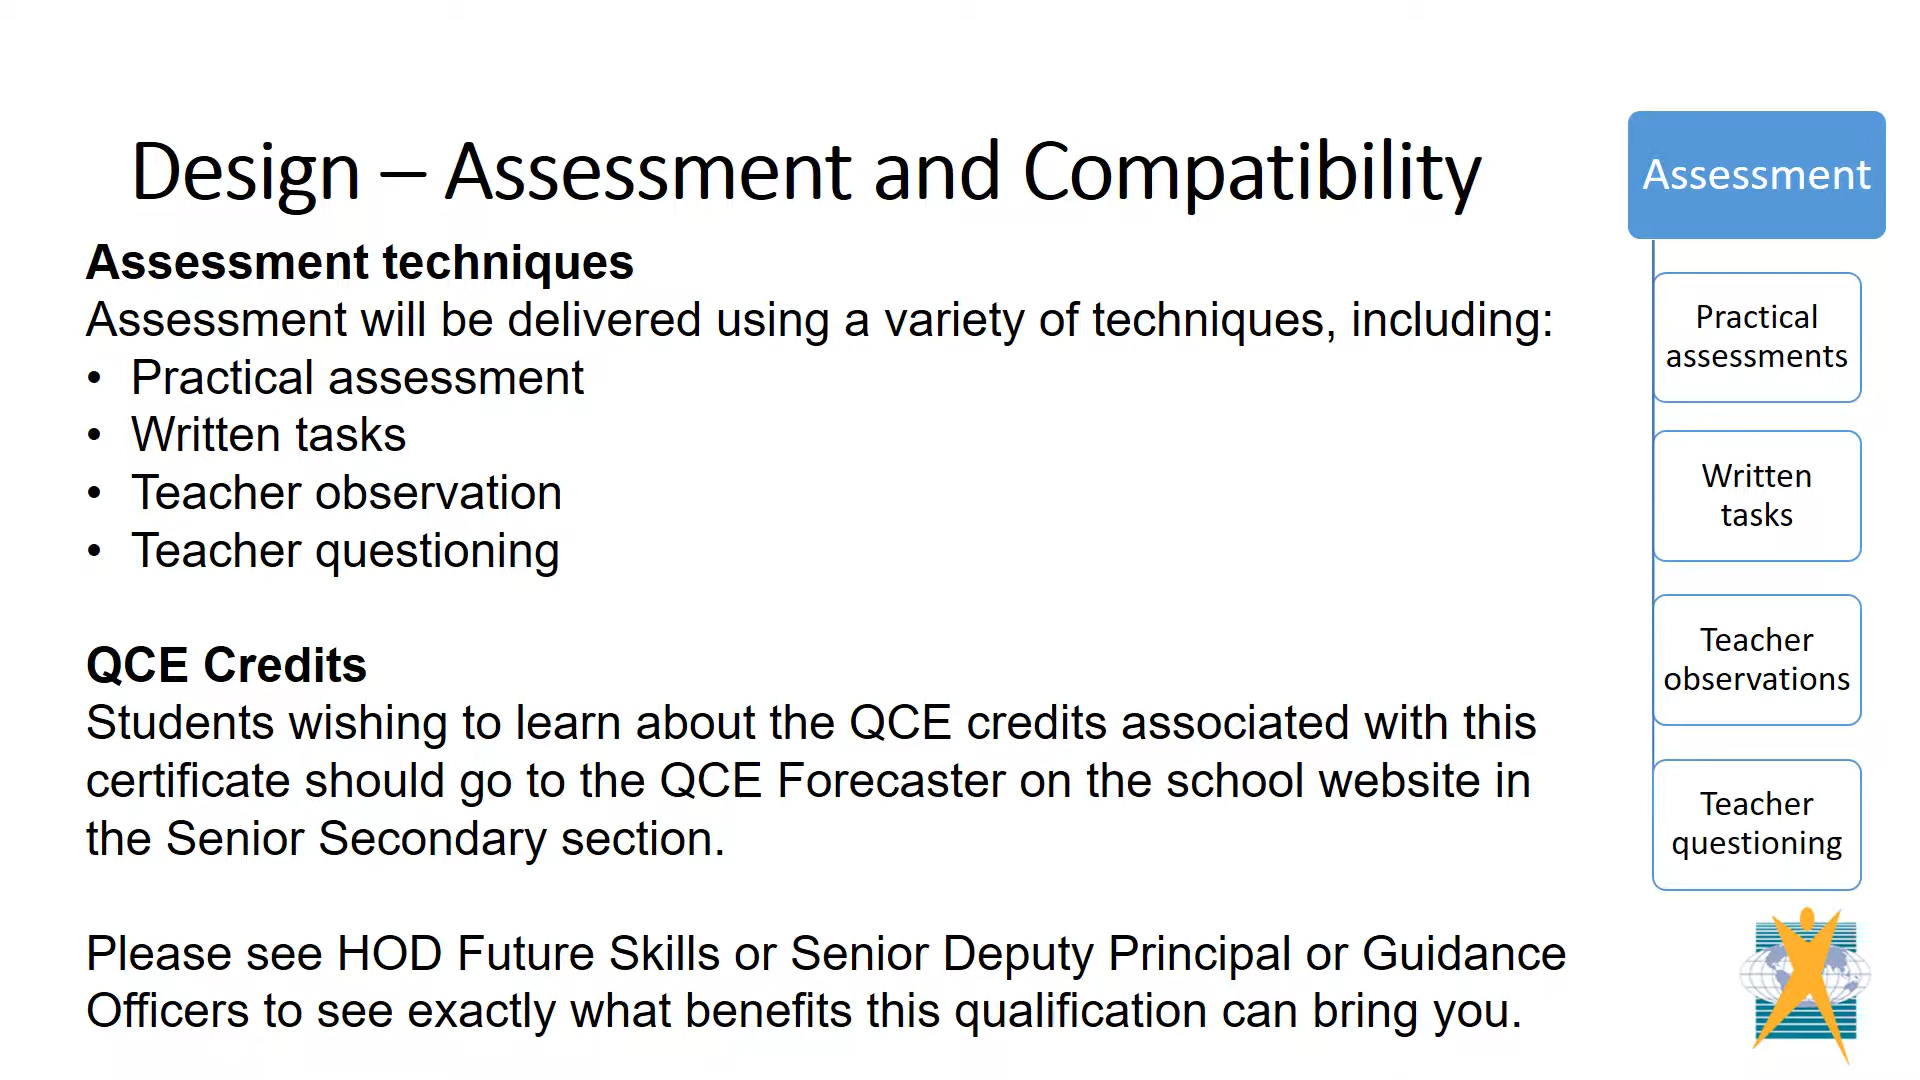 Design – Assessment and Compatibility
Assessment techniques
Assessment will be delivered using a variety of techniques, including:
• Practical assessment
• Written tasks
• Teacher observation
• Teacher questioning
QCE Credits
Students wishing to learn about the QCE credits associated with this
certificate should go to the QCE Forecaster on the school website in
the Senior Secondary section.
Please see HOD Future Skills or Senior Deputy Principal or Guidance
Officers to see exactly what benefits this qualification can bring you.
Assessment
Practical
assessments
Written
tasks
Teacher
observations
Teacher
questioning